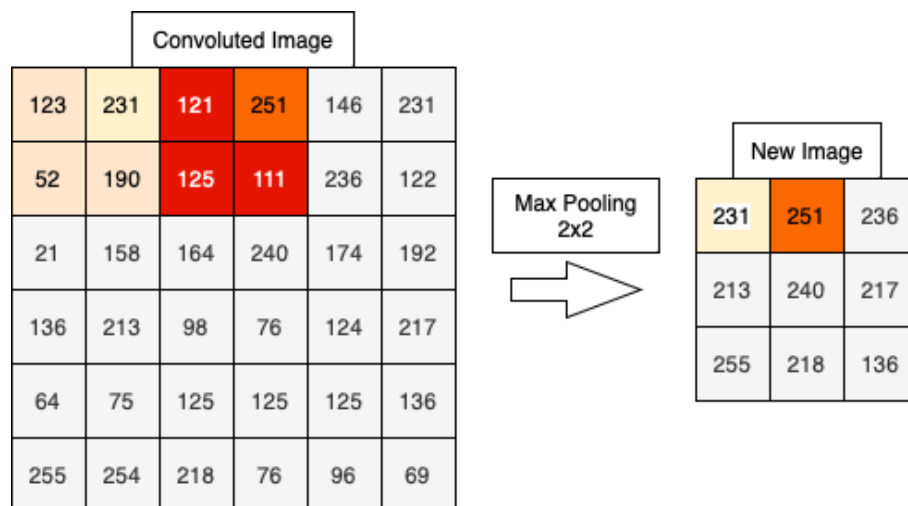 Convoluted Image
123 231 121 251 146 231
52 190 125 111 236 122
21 158 164 240 174 192
136 213 98 76 124 217
64 75 125 125 125 136
255 254 218 76 96 69
Max Pooling
2x2
New Image
231 251 236
213 240 217
255 218 136